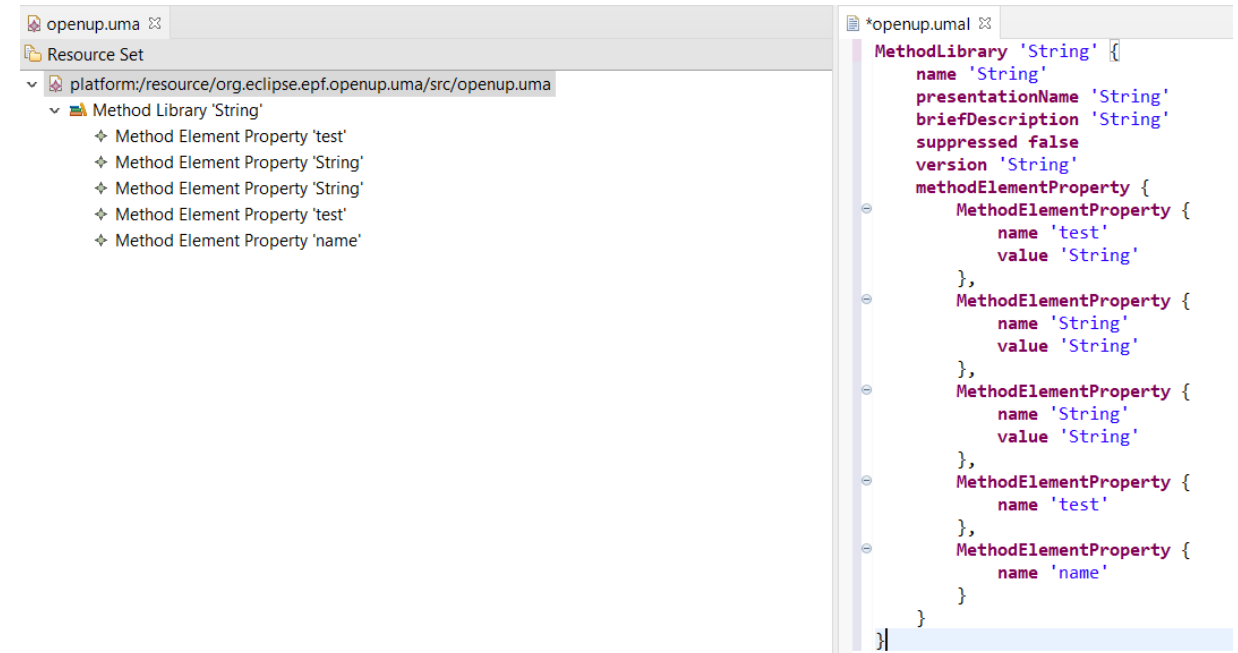 openup.uma
Resource Set
platform:/resource/org.eclipse.epf.openup.uma/src/openup.uma
Method Library 'String'
Method Element Property 'test'
Method Element Property 'String'
Method Element Property 'String'
Method Element Property 'test'
Method Element Property 'name'
*openup.umal
MethodLibrary 'String' {
name 'String'
presentationName 'String'
briefDescription 'String'
suppressed false
version 'String'
methodElementProperty {
MethodElementProperty {
name 'test'
value 'String'
},
MethodElementProperty {
name 'String'
value 'String'
},
MethodElementProperty {
name 'String'
value 'String'
},
MethodElementProperty {
name 'test'
},
MethodElementProperty {
name 'name'
}
}
}